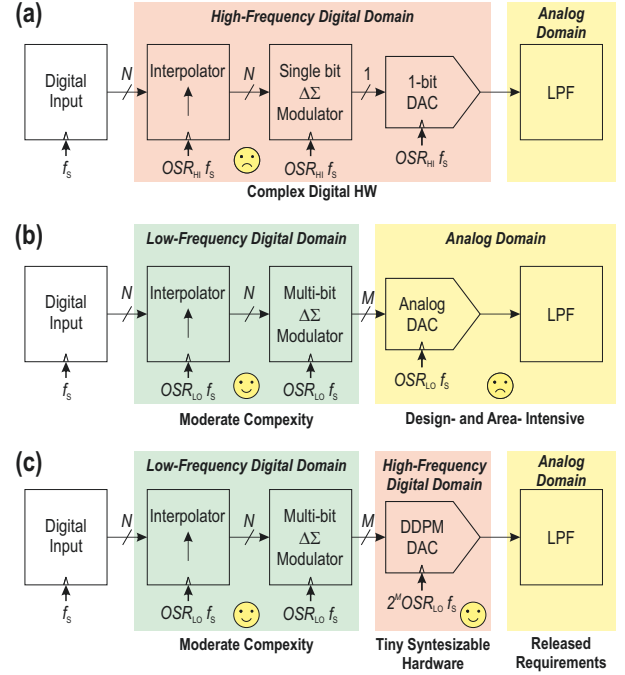 (a)
High-Frequency Digital Domain
Analog
Domain
Digital
Input
N
Interpolator
N
Single bit
ΔΣ
Modulator
1
1-bit
DAC
LPF
fS
OSRHI fS
OSRHI fS
OSRHI fS
Complex Digital HW
(b)
Low-Frequency Digital Domain
Analog Domain
Digital
Input
N
Interpolator
N
Multi-bit
ΔΣ
Modulator
M
Analog
DAC
LPF
fS
OSRLO fS
OSRLO fS
OSRLO fS
Moderate Compexity
Design- and Area- Intensive
(c)
Low-Frequency Digital Domain
High-Frequency
Digital Domain
Analog
Domain
Digital
Input
N
Interpolator
N
Multi-bit
ΔΣ
Modulator
M
DDPM
DAC
LPF
fS
OSRLO fS
OSRLO fS
2^M OSRLO fS
Moderate Compexity
Tiny Syntesizable
Hardware
Released
Requirements